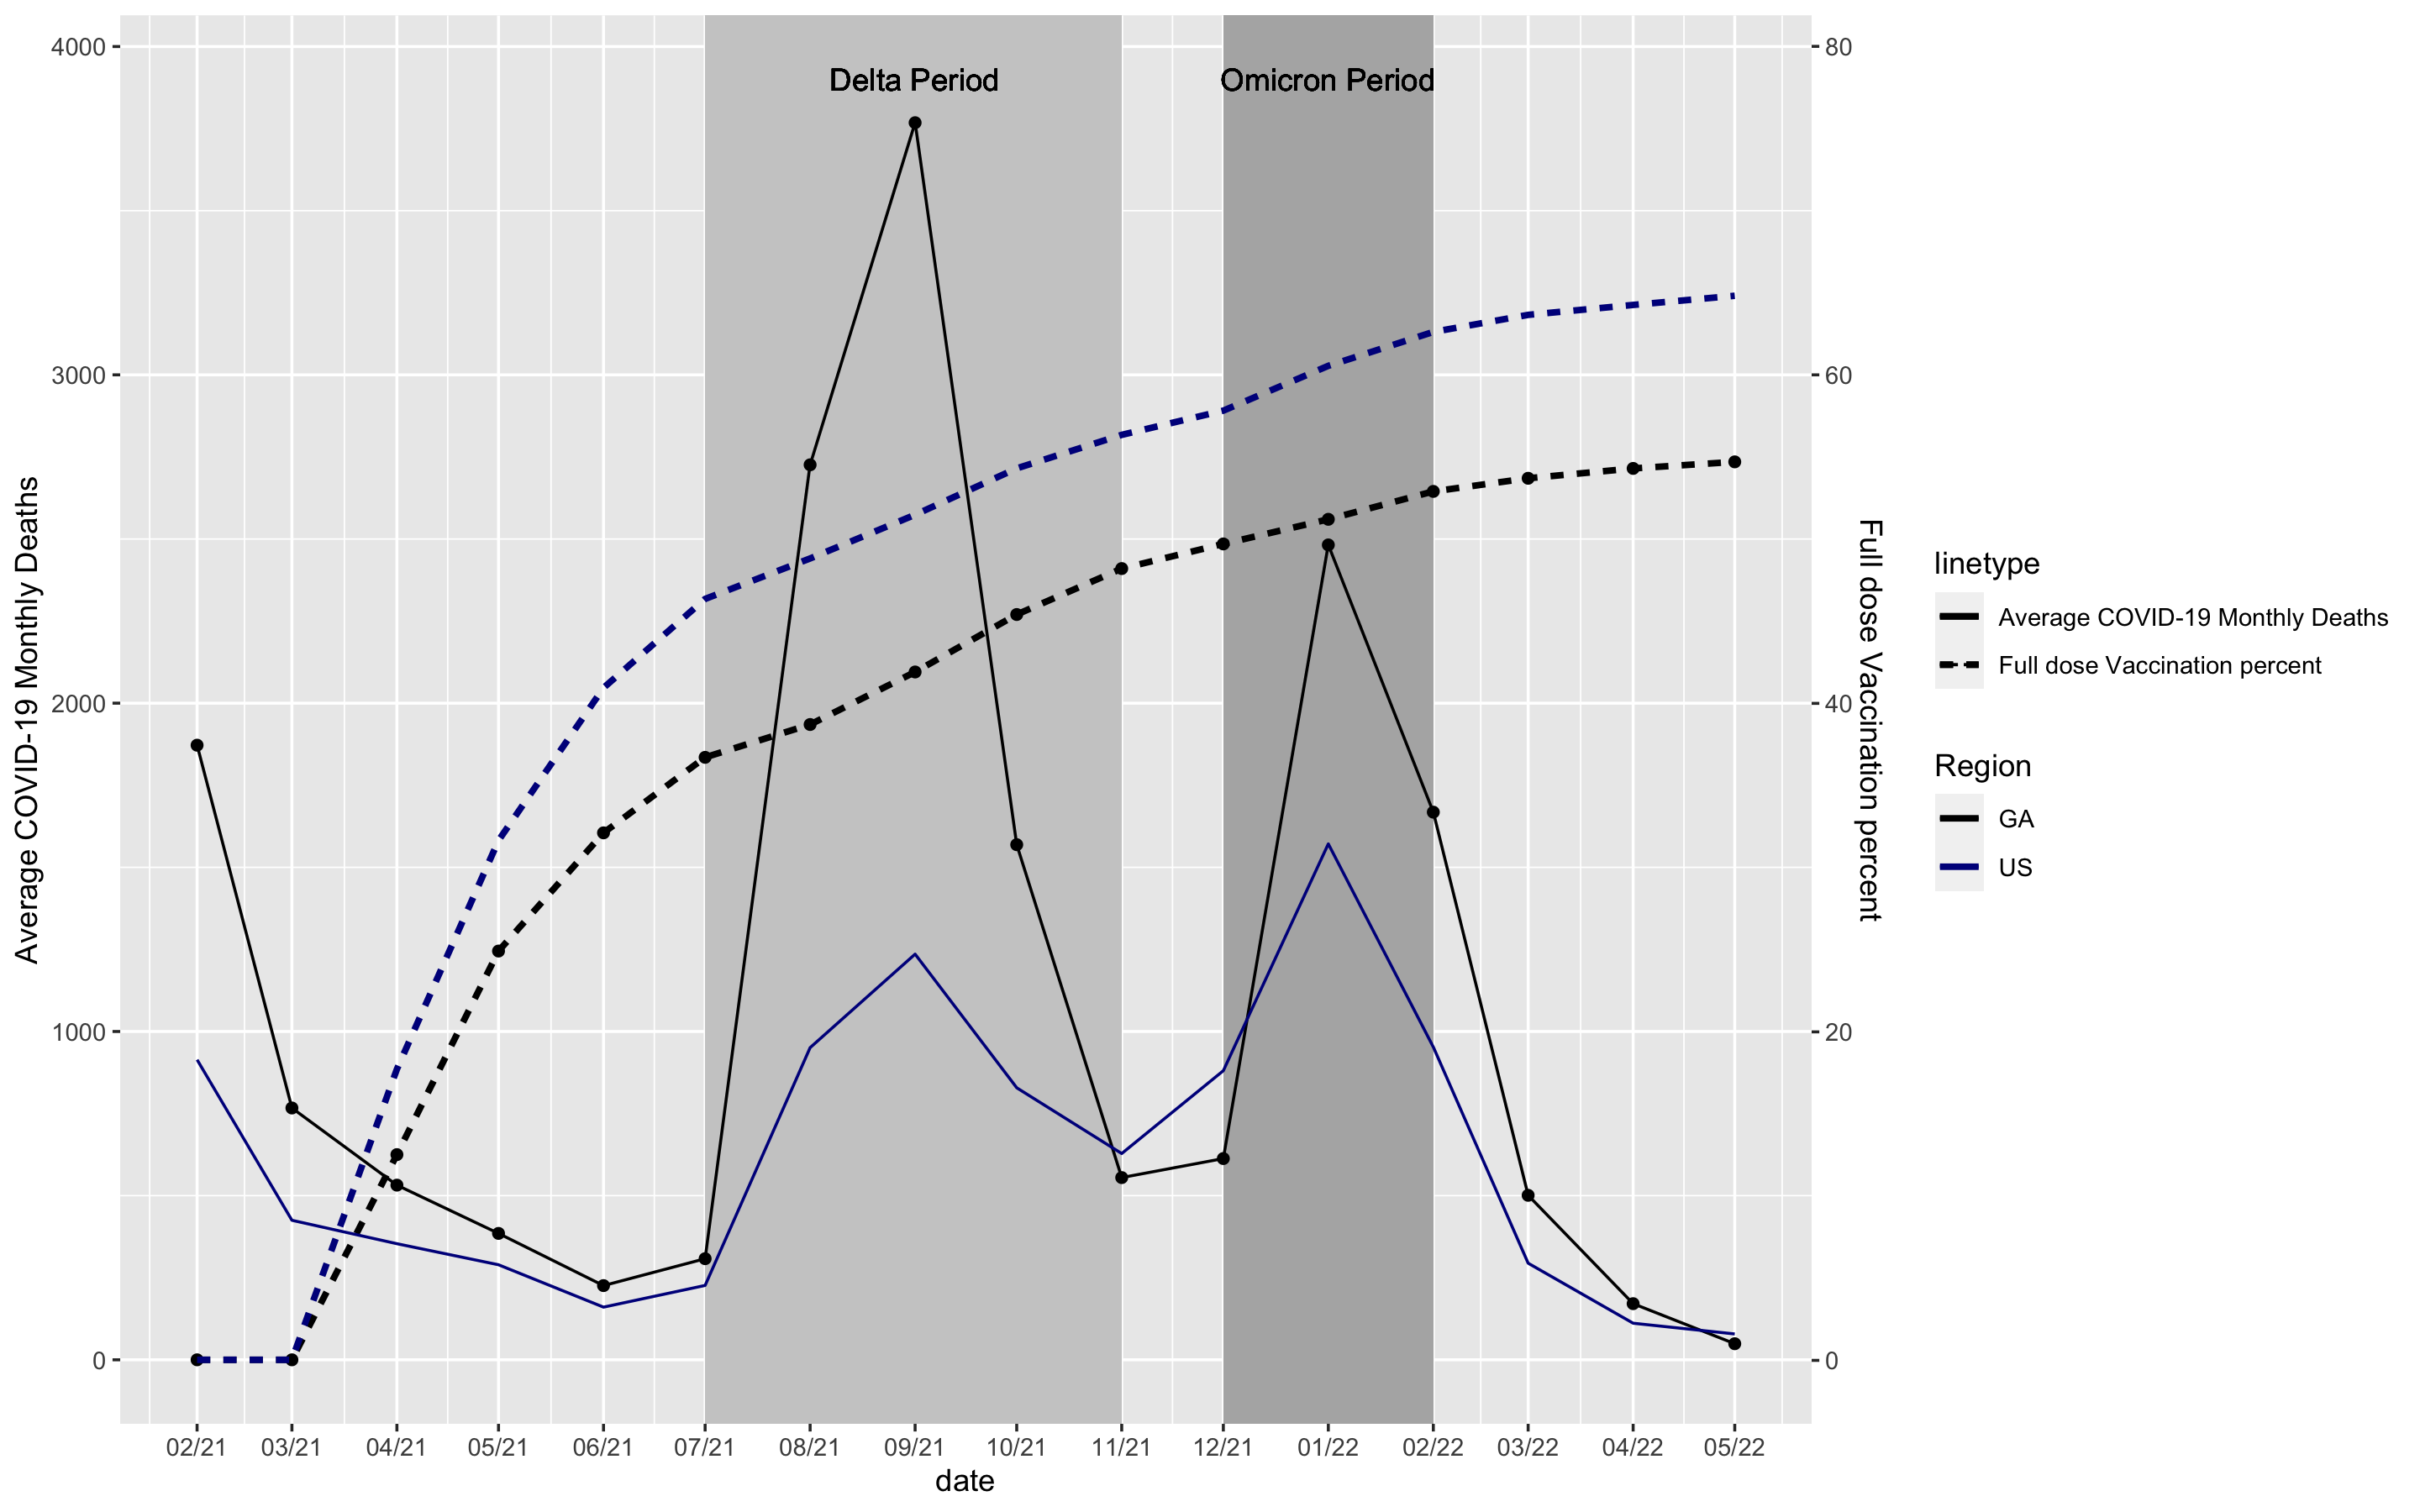 Delta Period
Omicron Period
Average COVID-19 Monthly Deaths
4000
3000
2000
1000
0
80
60
40
20
0
Full dose Vaccination percent
02/21
03/21
04/21
05/21
06/21
07/21
08/21
09/21
10/21
11/21
12/21
01/22
02/22
03/22
04/22
05/22
date
linetype
Average COVID-19 Monthly Deaths
Full dose Vaccination percent
Region
GA
US